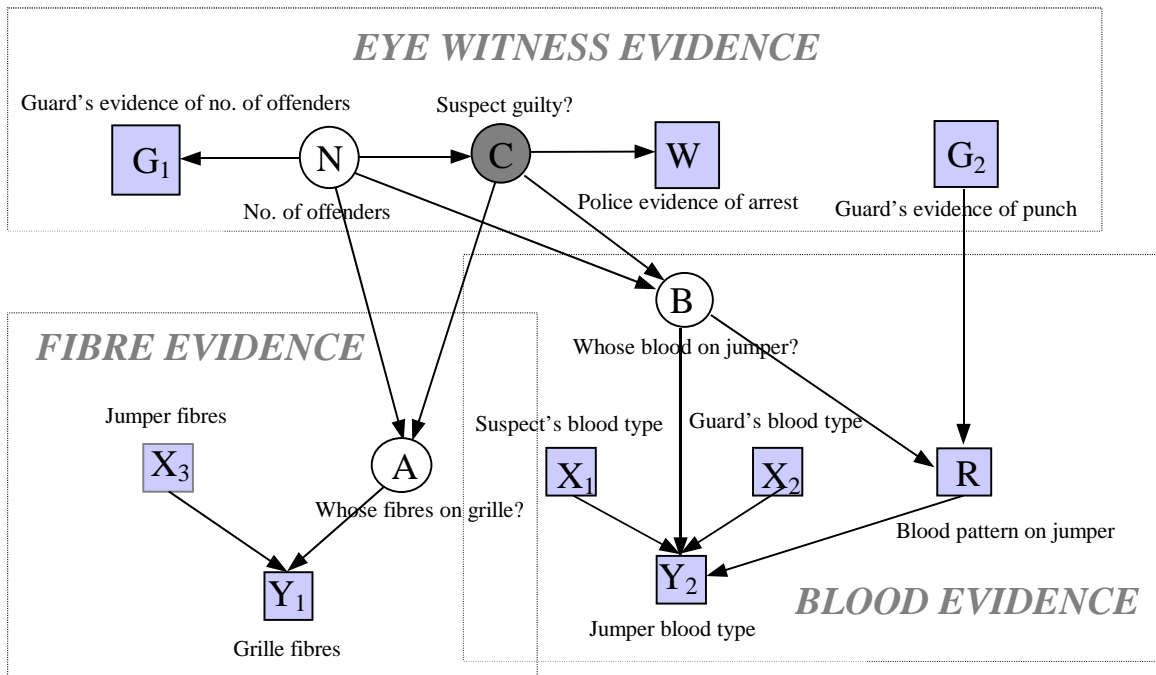 EYE WITNESS EVIDENCE
Guard's evidence of no. of offenders
Suspect guilty?
G1
N
C
W
G2
No. of offenders
Police evidence of arrest
Guard's evidence of punch
B
FIBRE EVIDENCE
Whose blood on jumper?
Jumper fibres
Suspect's blood type
Guard's blood type
X3
A
X1
X2
R
Whose fibres on grille?
Blood pattern on jumper
Y1
Y2
BLOOD EVIDENCE
Jumper blood type
Grille fibres